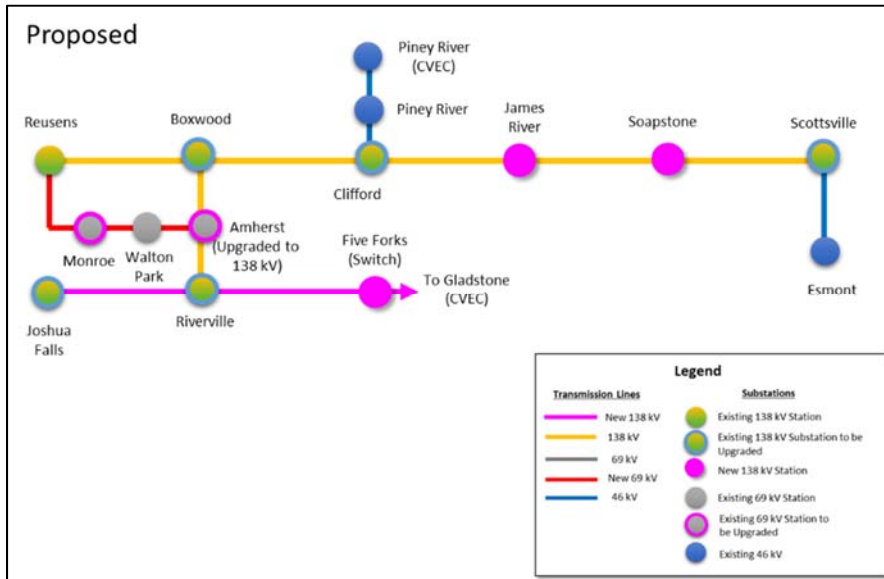 Proposed
Piney River
(CVEC)
Piney River
Reusens
Boxwood
James
River
Soapstone
Scottsville
Clifford
Monroe
Walton
Park
Amherst
(Upgraded to
138 kV)
Five Forks
(Switch)
To Gladstone
(CVEC)
Joshua
Falls
Riverville
Esmont
Legend
Transmission Lines
New 138 kV
138 kV
69 kV
New 69 kV
46 kV
Substations
Existing 138 kV Station
Existing 138 kV Substation to be
Upgraded
New 138 kV Station
Existing 69 kV Station
Existing 69 kV Station to
be Upgraded
Existing 46 kV